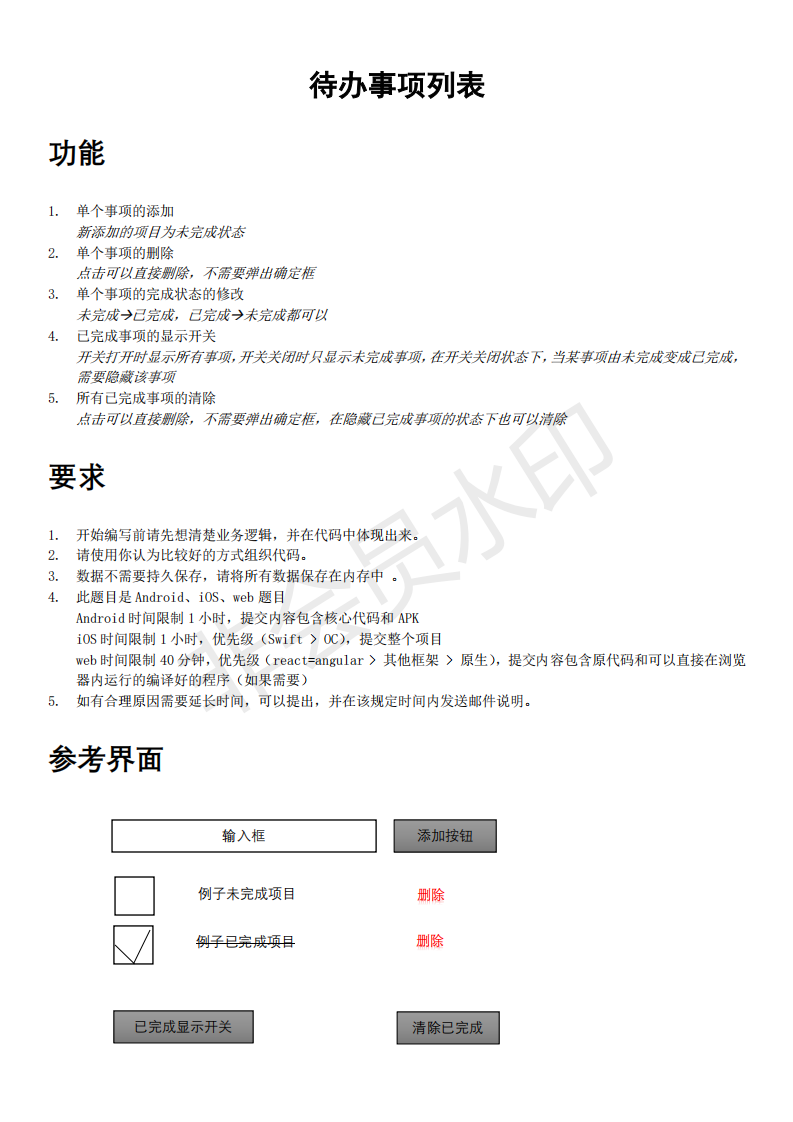 待办事项列表
功能
1. 单个事项的添加
新添加的项目为未完成状态
2. 单个事项的删除
点击可以直接删除，不需要弹出确定框
3. 单个事项的完成状态的修改
未完成→已完成，已完成→未完成都可以
4. 已完成事项的显示开关
开关打开时显示所有事项，开关关闭时只显示未完成事项，在开关关闭状态下，当某事项由未完成变成已完成，
需要隐藏该事项
5. 所有已完成事项的清除
点击可以直接删除，不需要弹出确定框，在隐藏已完成事项的状态下也可以清除
要求
1. 开始编写前请先想清楚业务逻辑，并在代码中体现出来。
2. 请使用你认为比较好的方式组织代码。
3. 数据不需要持久保存，请将所有数据保存在内存中 。
4. 此题目是 Android、iOS、web 题目
Android 时间限制 1 小时，提交内容包含核心代码和 APK
iOS 时间限制 1 小时，优先级（Swift > OC），提交整个项目
web 时间限制 40 分钟，优先级（react=angular > 其他框架 > 原生），提交内容包含原代码和可以直接在浏览
器内运行的编译好的程序（如果需要）
5. 如有合理原因需要延长时间，可以提出，并在该规定时间内发送邮件说明。
非会员水印
参考界面
输入框 添加按钮
例子未完成项目 删除
例子已完成项目 删除
已完成显示开关 清除已完成